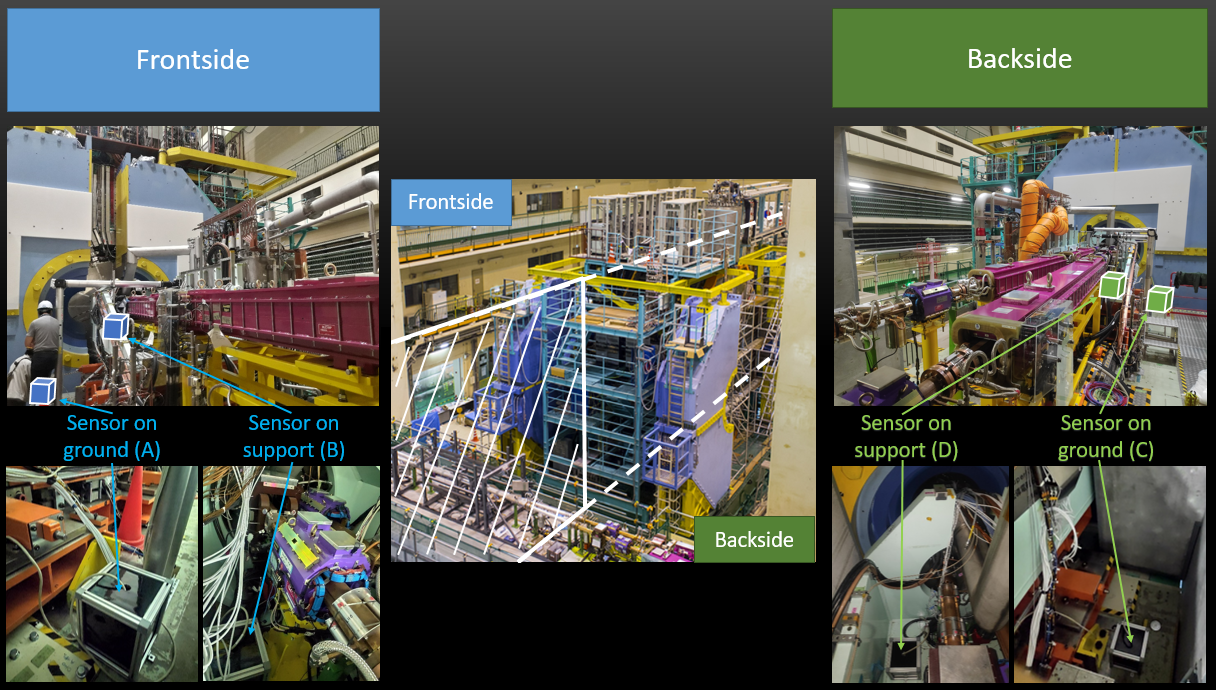 Frontside
Backside
Frontside
Sensor on
ground (A)
Sensor on
support (B)
Sensor on
support (D)
Sensor on
ground (C)
Backside